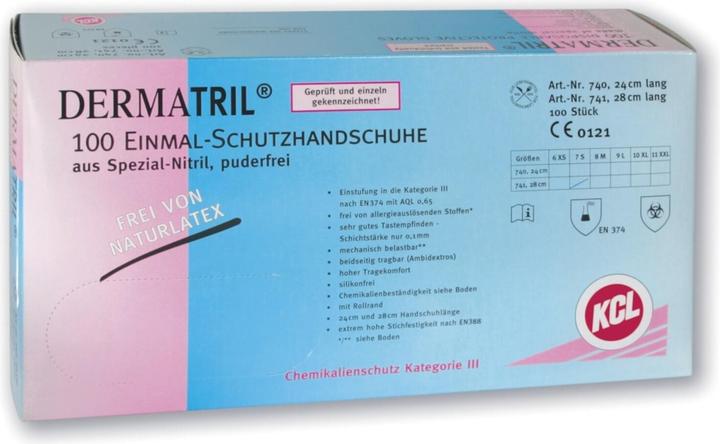 DERMATRIL®
100 EINMAL-SCHUTZHANDSCHUHE
aus Spezial-Nitril, puderfrei
Geprüft und einzeln
gekennzeichnet!
Art.-Nr. 740, 24cm lang
Art.-Nr. 741, 28cm lang
100 Stück
CE 0121
Größen 6 XS 7 S 8 M 9 L 10 XL 11 XXL
740, 24cm
741, 28cm
EN 374
FREI VON
NATURLATEX
• Einstufung in die Kategorie III
nach EN374 mit AQL 0,65
• frei von allergieauslösenden Stoffen*
• sehr gutes Tastempfinden -
Schichtstärke nur 0,1mm
• mechanisch belastbar**
• beidseitig tragbar (Ambidextros)
• hoher Tragekomfort
• silikonfrei
• Chemikalienbeständigkeit siehe Boden
• mit Rollrand
• 24cm und 28cm Handschuhlänge
• extrem hohe Stichfestigkeit nach EN388
*/** siehe Boden
KCL
Chemikalienschutz Kategorie III
DERMATRIL®